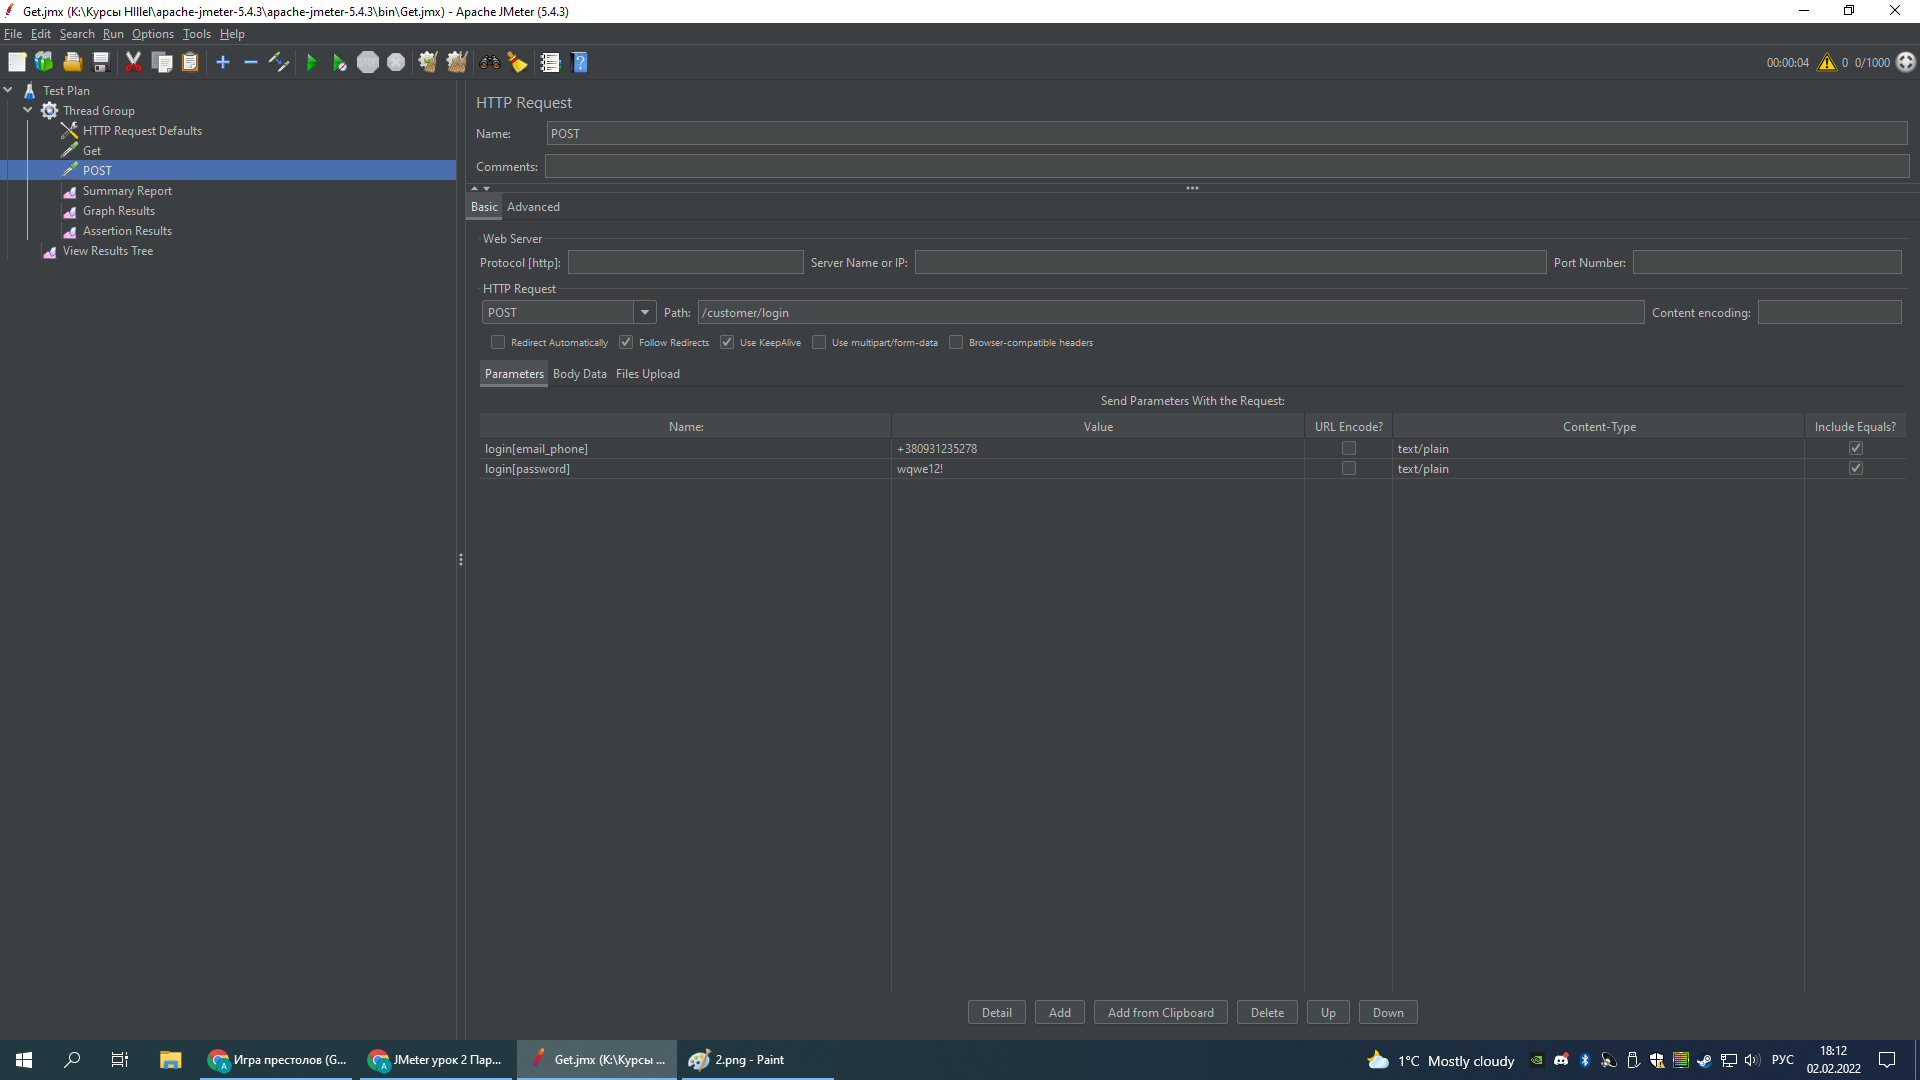 Get.jmx (K:\Курсы HIllel\apache-jmeter-5.4.3\apache-jmeter-5.4.3\bin\Get.jmx) - Apache JMeter (5.4.3)
File Edit Search Run Options Tools Help
00:00:04 0 0/1000
Test Plan
Thread Group
HTTP Request Defaults
Get
POST
Summary Report
Graph Results
Assertion Results
View Results Tree
HTTP Request
Name: POST
Comments:
Basic Advanced
Web Server
Protocol [http]: Server Name or IP: Port Number:
HTTP Request
POST Path: /customer/login Content encoding:
Redirect Automatically Follow Redirects Use KeepAlive Use multipart/form-data Browser-compatible headers
Parameters Body Data Files Upload
Send Parameters With the Request:
Name: Value URL Encode? Content-Type Include Equals?
login[email_phone] +380931235278 text/plain
login[password] wqwe12! text/plain
Detail Add Add from Clipboard Delete Up Down
Игра престолов (G... JMeter урок 2 Пар... Get.jmx (K:\Курсы ... 2.png - Paint 1°C Mostly cloudy РУС 18:12
02.02.2022